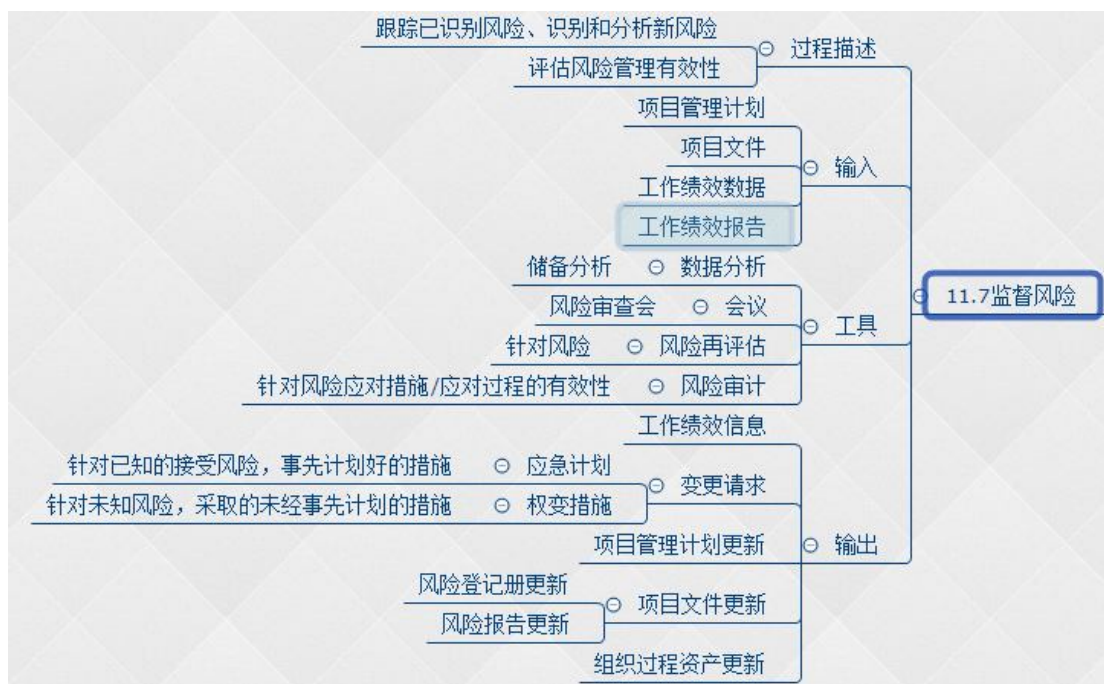 跟踪已识别风险、识别和分析新风险
过程描述
评估风险管理有效性
项目管理计划
项目文件
输入
工作绩效数据
工作绩效报告
储备分析
数据分析
11.7监督风险
风险审查会
会议
工具
针对风险
风险再评估
针对风险应对措施/应对过程的有效性
风险审计
工作绩效信息
针对已知的接受风险，事先计划好的措施
应急计划
变更请求
针对未知风险，采取的未经事先计划的措施
权变措施
项目管理计划更新
输出
风险登记册更新
项目文件更新
风险报告更新
组织过程资产更新